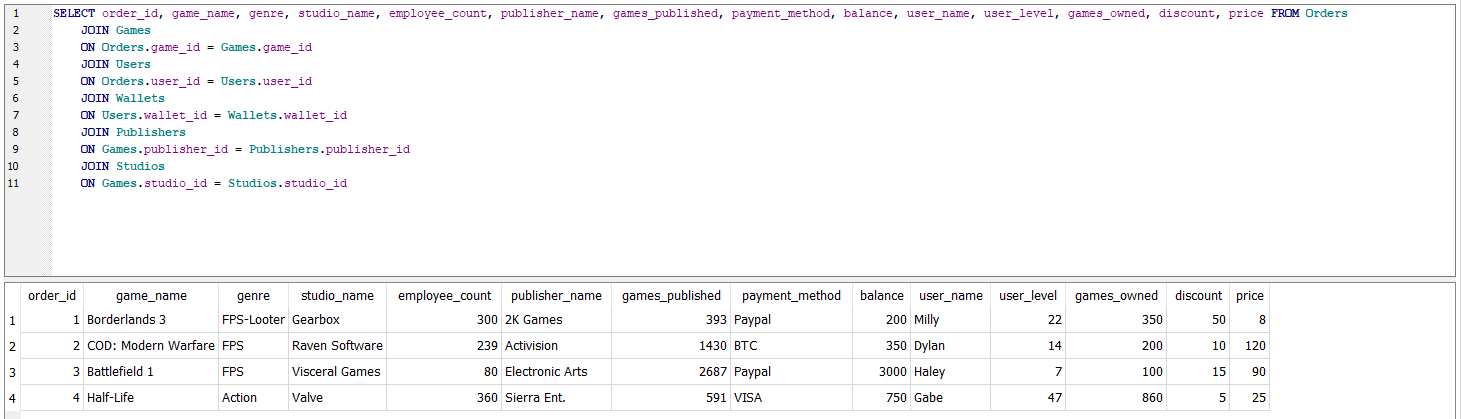 1 SELECT order_id, game_name, genre, studio_name, employee_count, publisher_name, games_published, payment_method, balance, user_name, user_level, games_owned, discount, price FROM Orders
2 JOIN Games
3 ON Orders.game_id = Games.game_id
4 JOIN Users
5 ON Orders.user_id = Users.user_id
6 JOIN Wallets
7 ON Users.wallet_id = Wallets.wallet_id
8 JOIN Publishers
9 ON Games.publisher_id = Publishers.publisher_id
10 JOIN Studios
11 ON Games.studio_id = Studios.studio_id
order_id game_name genre studio_name employee_count publisher_name games_published payment_method balance user_name user_level games_owned discount price
1 1 Borderlands 3 FPS-Looter Gearbox 300 2K Games 393 Paypal 200 Milly 22 350 50 8
2 2 COD: Modern Warfare FPS Raven Software 239 Activision 1430 BTC 350 Dylan 14 200 10 120
3 3 Battlefield 1 FPS Visceral Games 80 Electronic Arts 2687 Paypal 3000 Haley 7 100 15 90
4 4 Half-Life Action Valve 360 Sierra Ent. 591 VISA 750 Gabe 47 860 5 25